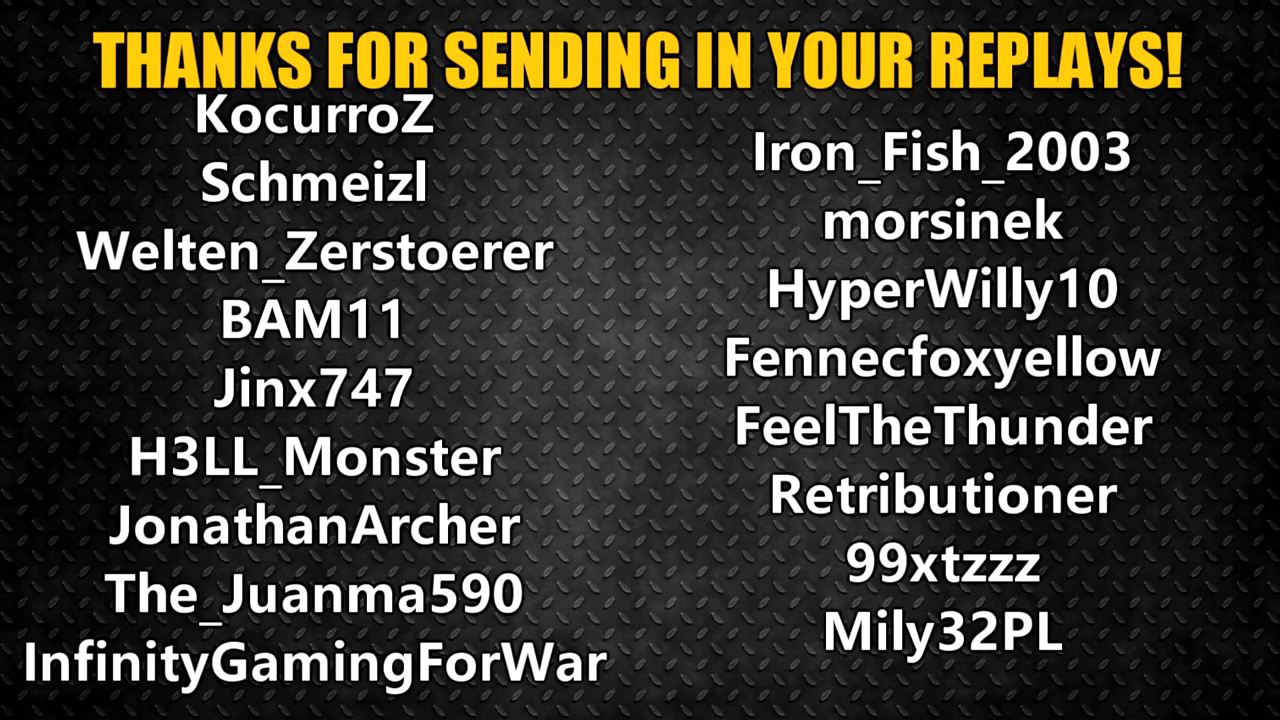 THANKS FOR SENDING IN YOUR REPLAYS!
KocurroZ
Schmeizl
Welten_Zerstoerer
BAM11
Jinx747
H3LL_Monster
JonathanArcher
The_Juanma590
InfinityGamingForWar
Iron_Fish_2003
morsinek
HyperWilly10
Fennecfoxyellow
FeelTheThunder
Retributioner
99xtzzz
Mily32PL